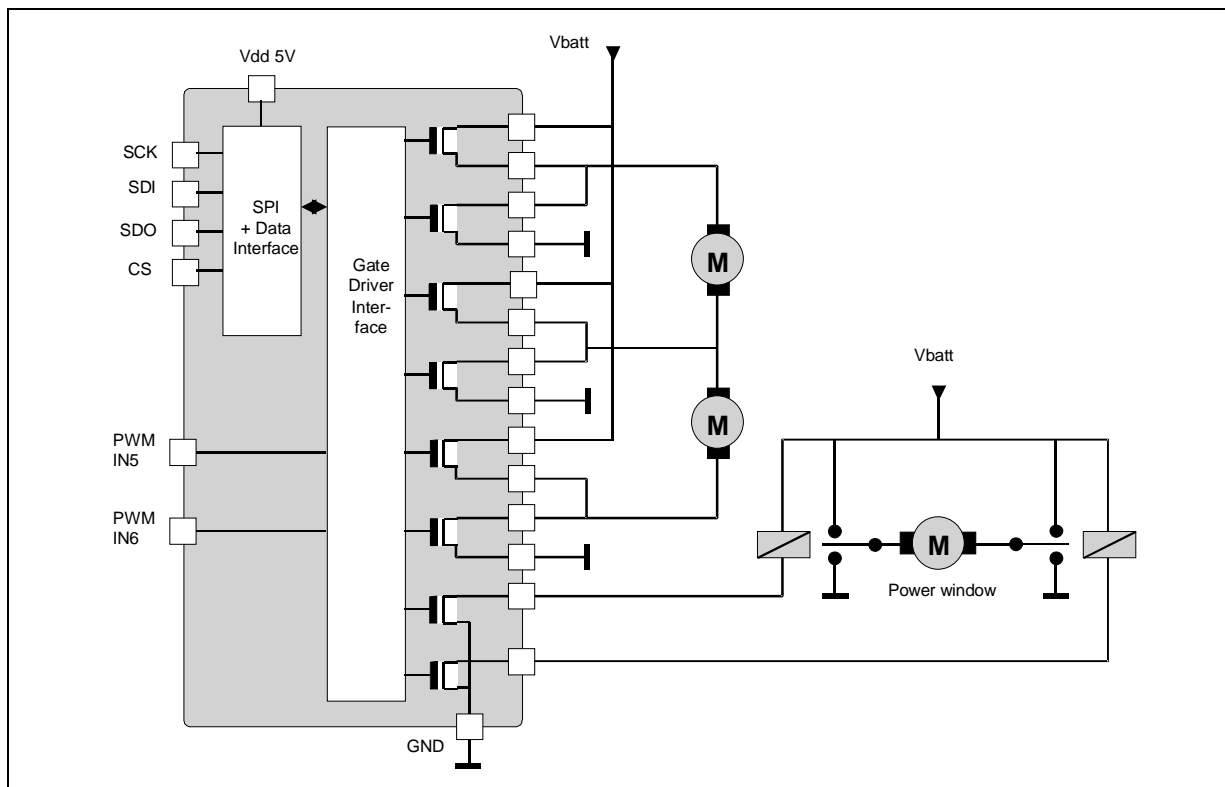 Vdd 5V
Vbatt
SCK
SDI
SDO
CS
SPI
+ Data
Interface
Gate
Driver
Inter-
face
M
M
Vbatt
PWM
IN5
PWM
IN6
M
Power window
GND